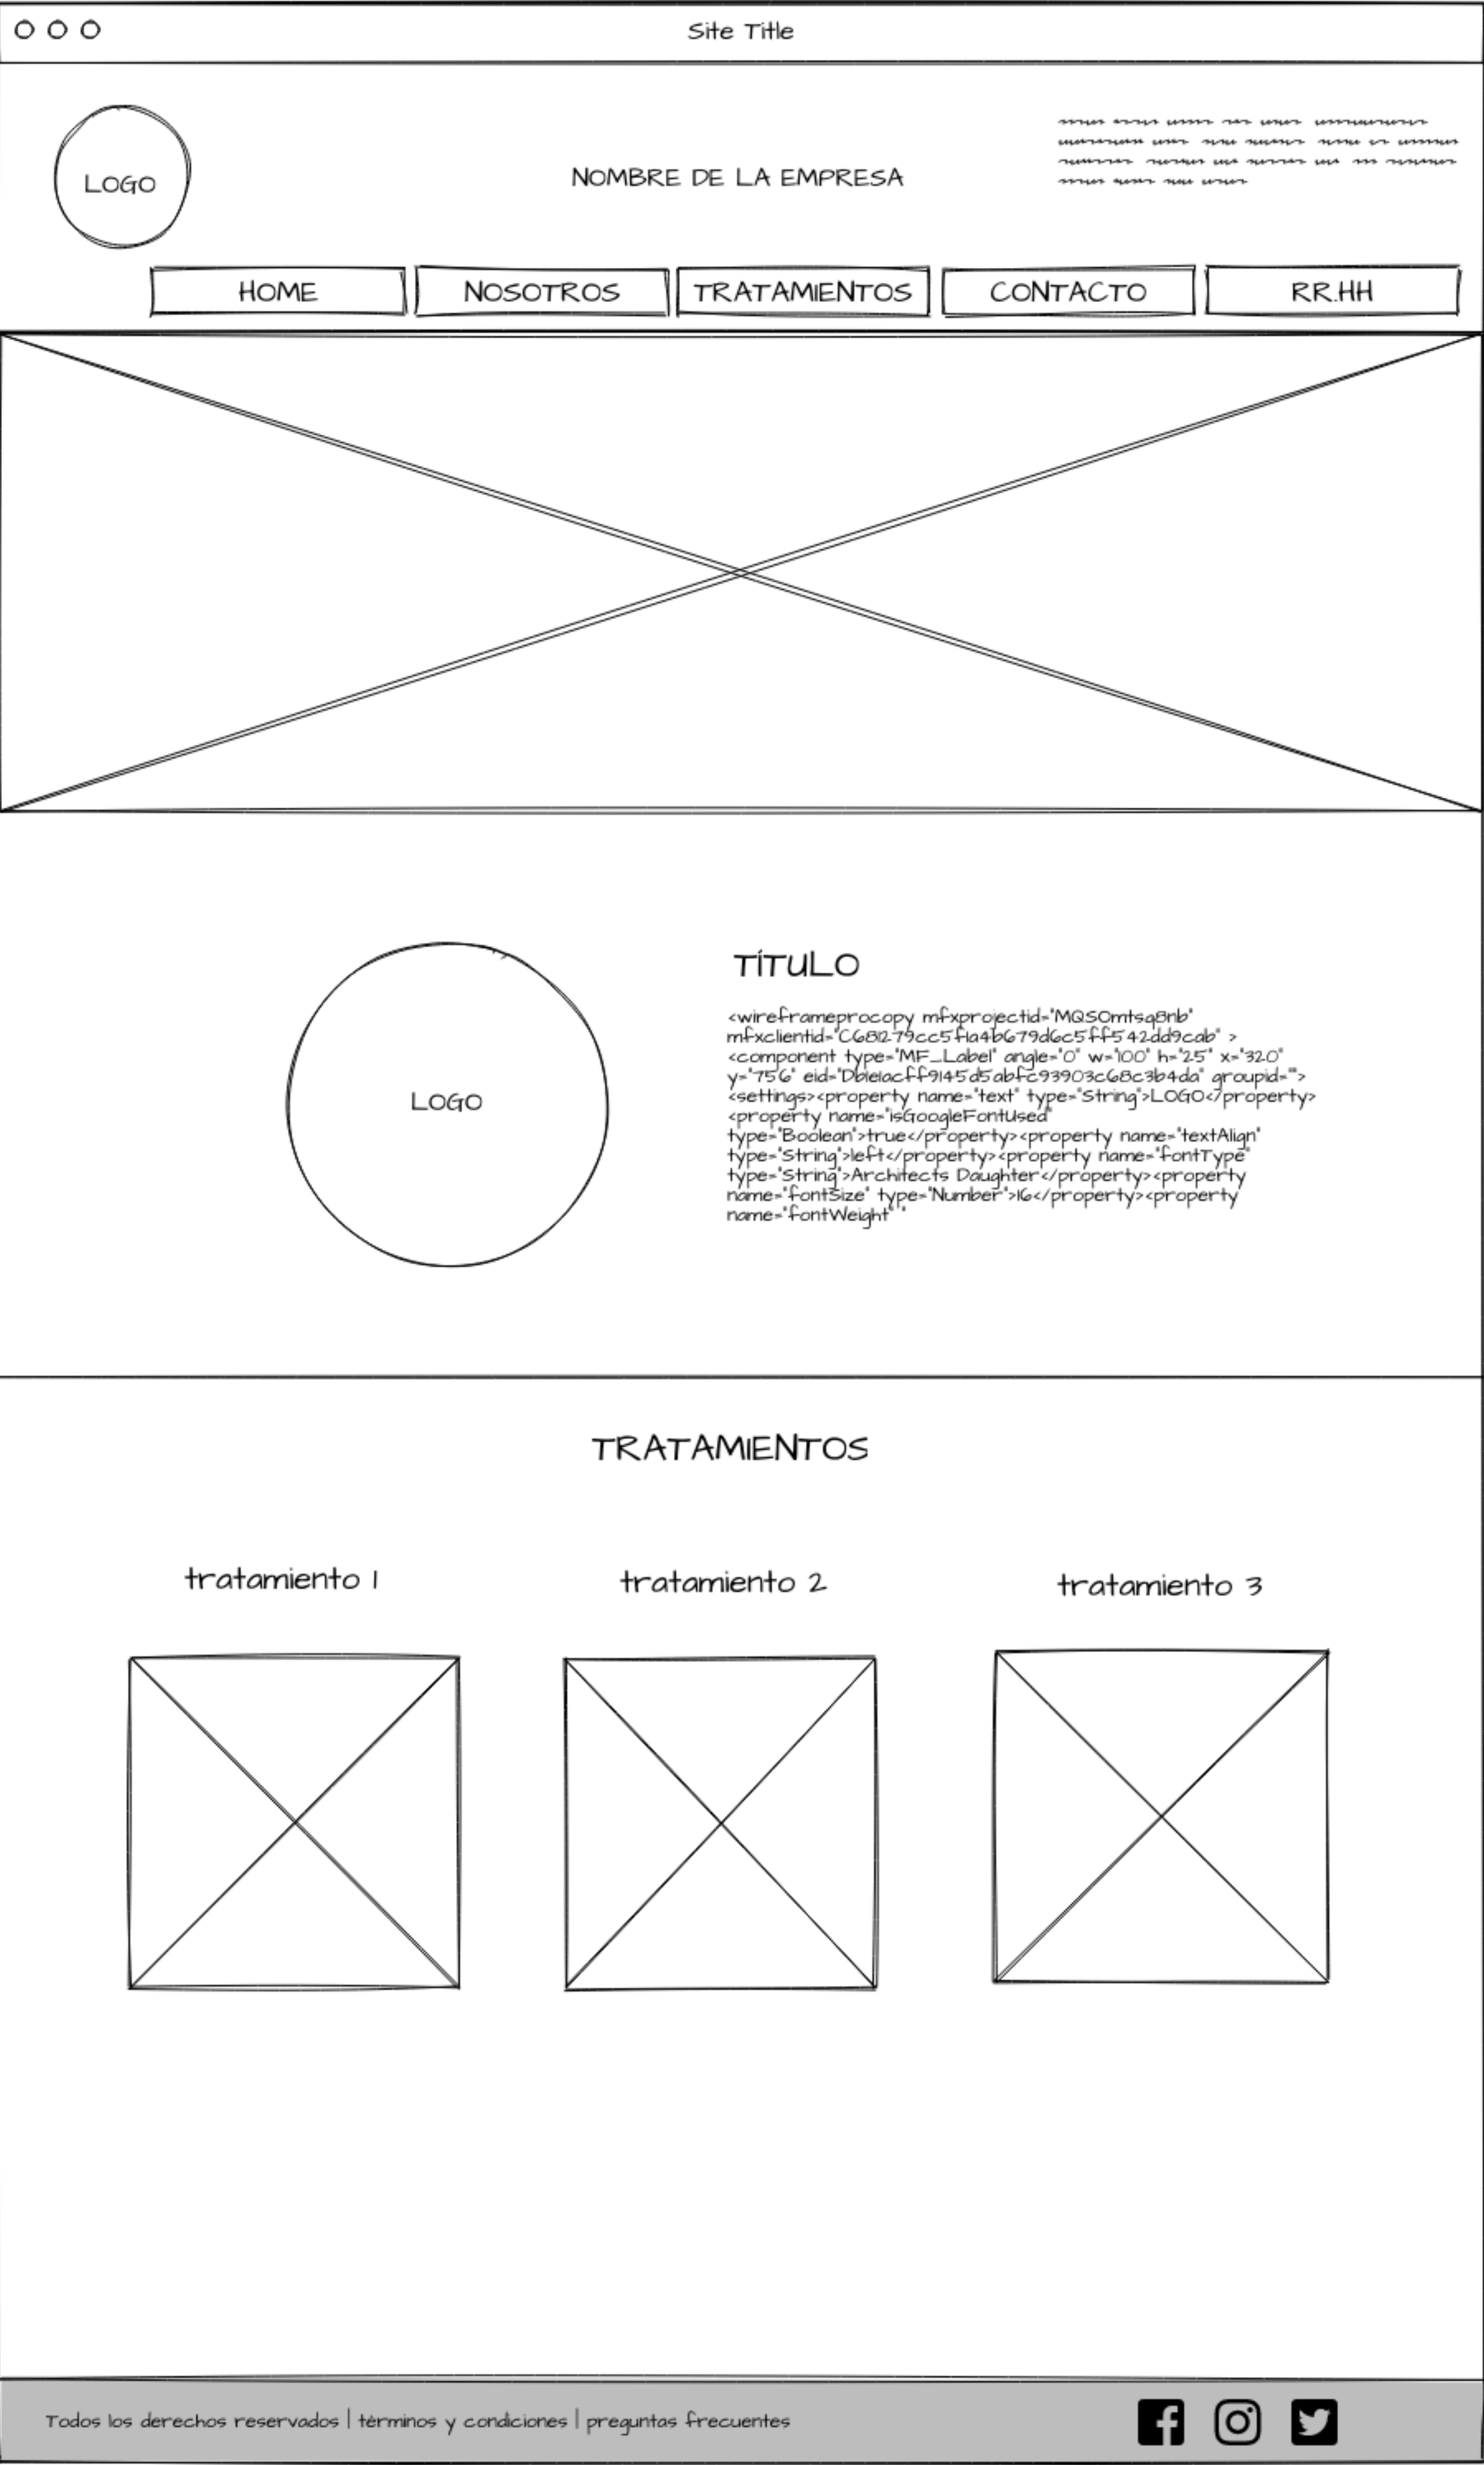 Site Title
LOGO
NOMBRE DE LA EMPRESA
HOME
NOSOTROS
TRATAMIENTOS
CONTACTO
RR.HH
LOGO
TÍTULO
<wireframeprocopy mfxprojectid="MQSOmtsq8nb"
mfxclientid="C681279cc5f1a4b679d6c5ff542dd9cab" >
<component type="MF_Label" angle="0" w="100" h="25" x="320"
y="756" eid="Db1e1acff9145d5abfc93903c68c3b4da" groupid="">
<settings><property name="text" type="String">LOGO</property>
<property name="isGoogleFontUsed"
type="Boolean">true</property><property name="textAlign"
type="String">left</property><property name="fontType"
type="String">Architects Daughter</property><property
name="fontSize" type="Number">16</property><property
name="fontWeight" "
TRATAMIENTOS
tratamiento 1
tratamiento 2
tratamiento 3
Todos los derechos reservados | términos y condiciones | preguntas frecuentes